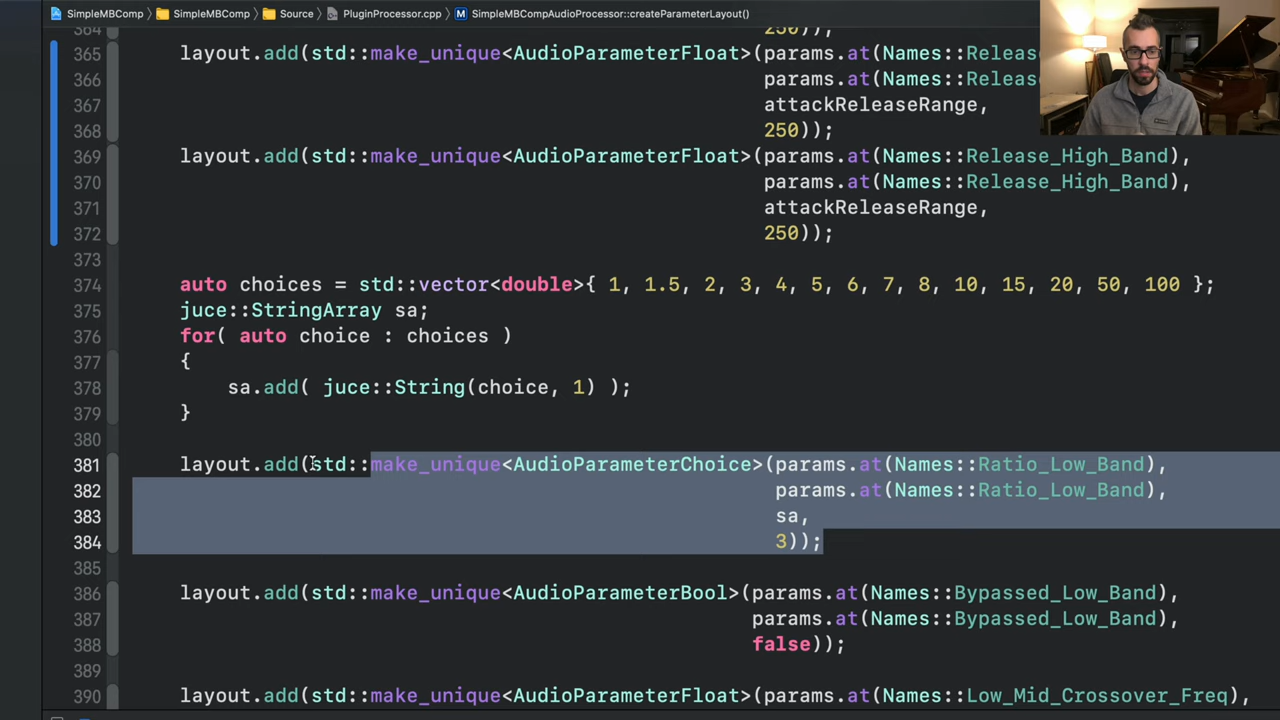 SimpleMBComp 〉 SimpleMBComp 〉 Source 〉 PluginProcessor.cpp 〉 M SimpleMBCompAudioProcessor::createParameterLayout()
364 250));
365 layout.add(std::make_unique<AudioParameterFloat>(params.at(Names::Release
366 params.at(Names::Release
367 attackReleaseRange,
368 250));
369 layout.add(std::make_unique<AudioParameterFloat>(params.at(Names::Release_High_Band),
370 params.at(Names::Release_High_Band),
371 attackReleaseRange,
372 250));
373
374 auto choices = std::vector<double>{ 1, 1.5, 2, 3, 4, 5, 6, 7, 8, 10, 15, 20, 50, 100 };
375 juce::StringArray sa;
376 for( auto choice : choices )
377 {
378 sa.add( juce::String(choice, 1) );
379 }
380
381 layout.add(std::make_unique<AudioParameterChoice>(params.at(Names::Ratio_Low_Band),
382 params.at(Names::Ratio_Low_Band),
383 sa,
384 3));
385
386 layout.add(std::make_unique<AudioParameterBool>(params.at(Names::Bypassed_Low_Band),
387 params.at(Names::Bypassed_Low_Band),
388 false));
389
390 layout.add(std::make_unique<AudioParameterFloat>(params.at(Names::Low_Mid_Crossover_Freq),